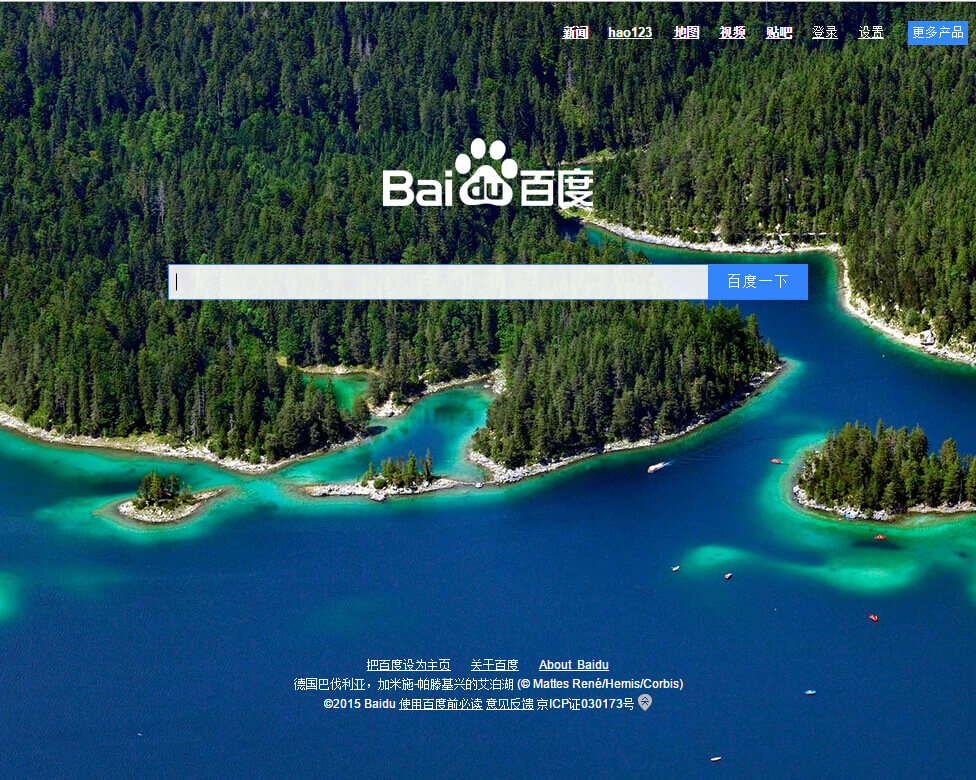 新闻 hao123 地图 视频 贴吧 登录 设置 更多产品
Bai du 百度
百度一下
把百度设为主页 关于百度 About Baidu
德国巴伐利亚，加米施-帕滕基兴的艾泊湖 (© Mattes René/Hemis/Corbis)
©2015 Baidu 使用百度前必读 意见反馈 京ICP证030173号